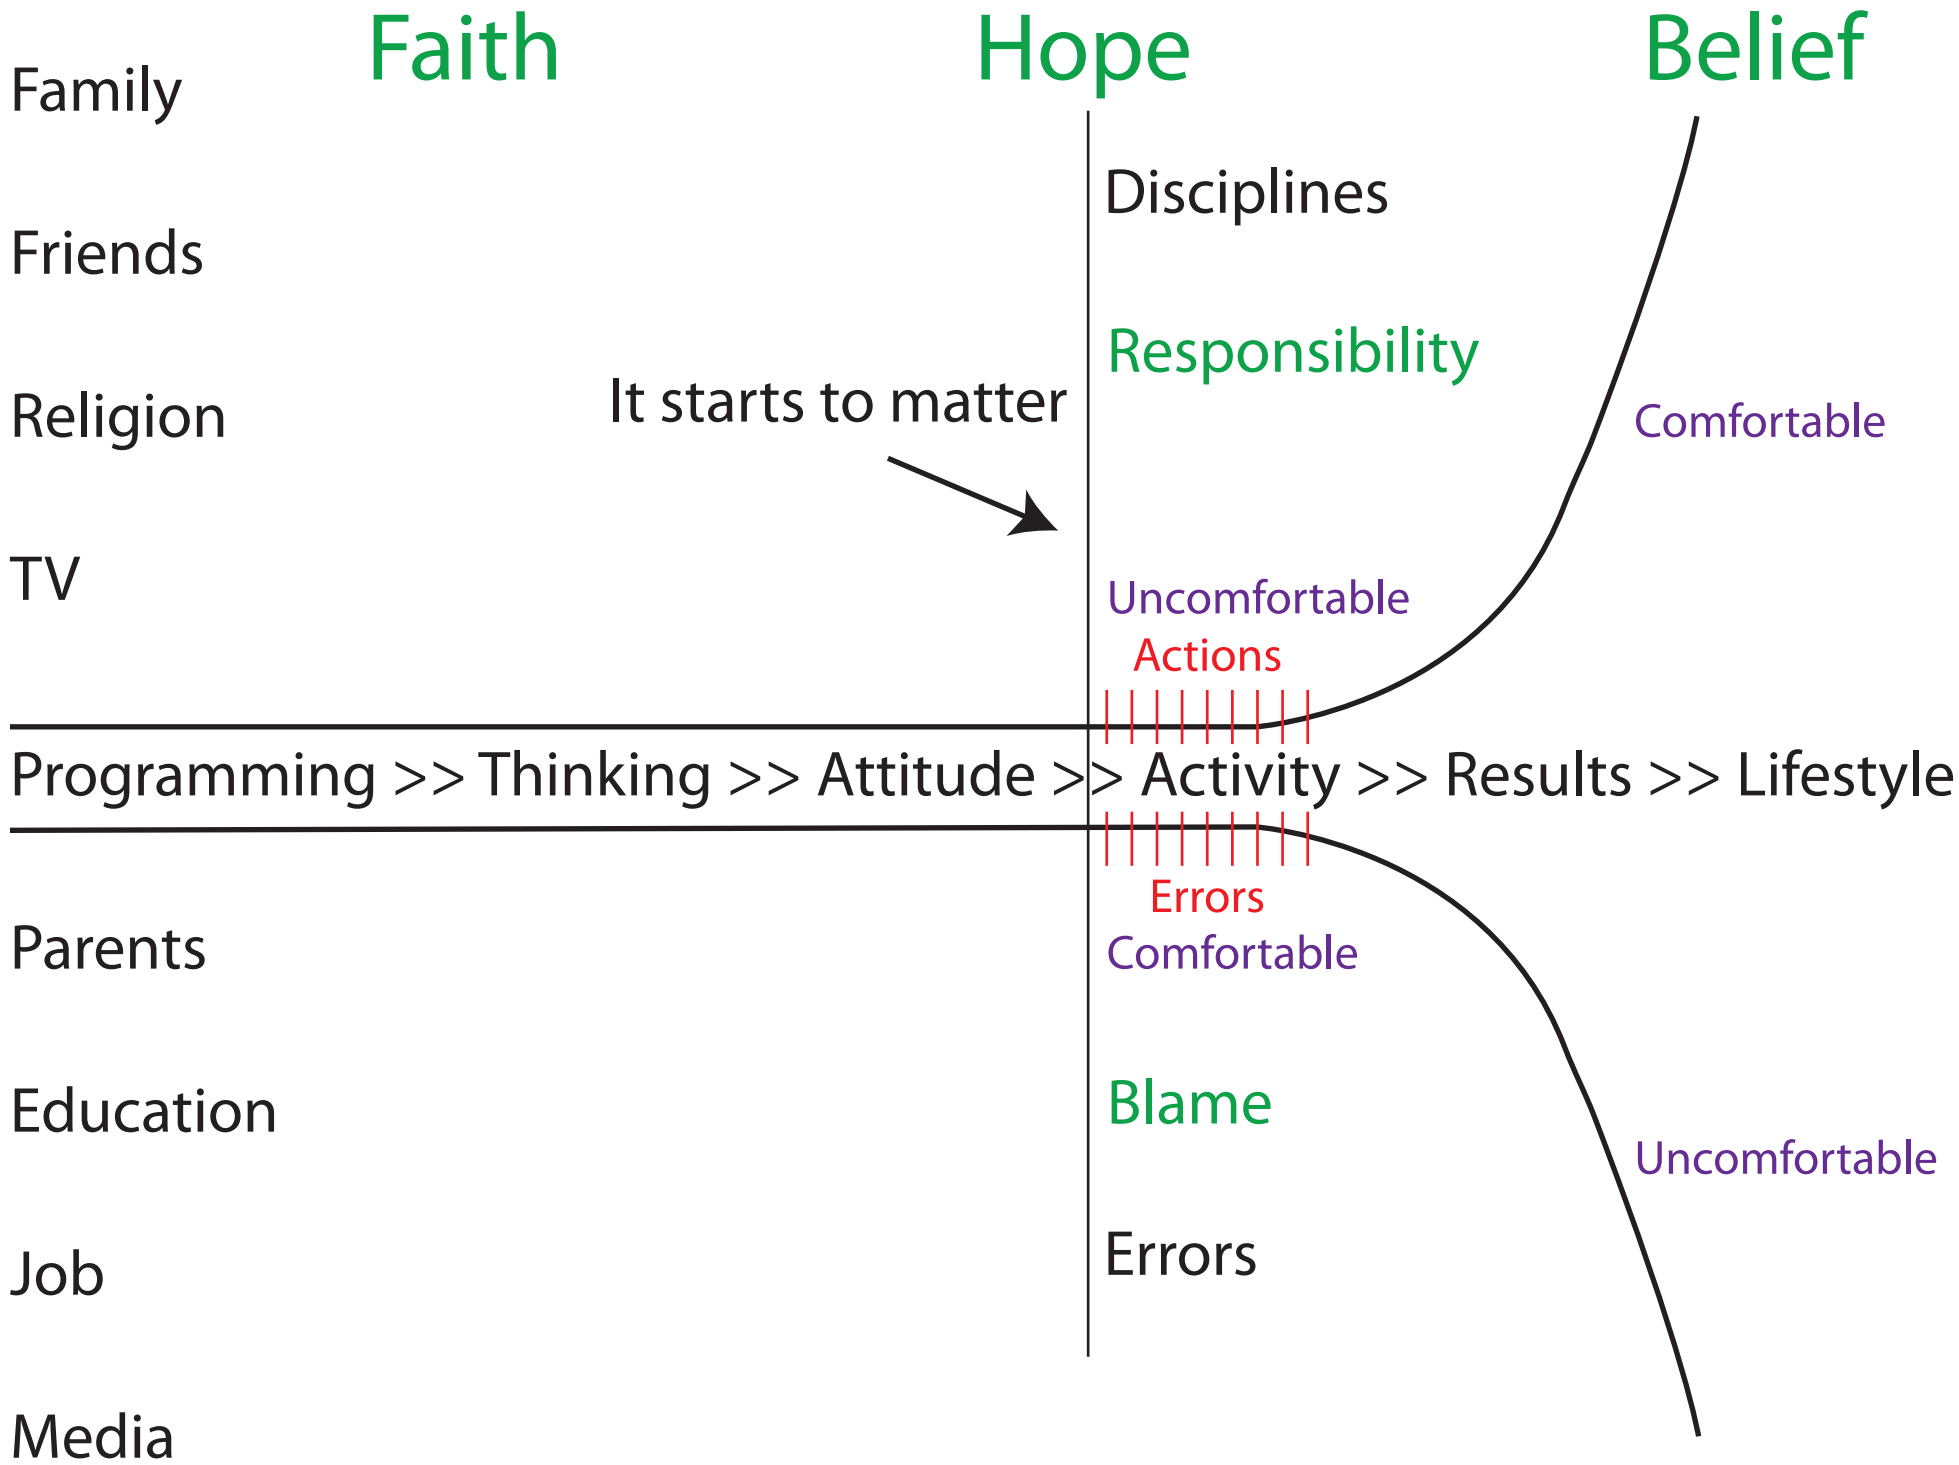 Faith
Hope
Belief
Family
Disciplines
Friends
Responsibility
It starts to matter
Religion
Comfortable
TV
Uncomfortable
Actions
Programming >> Thinking >> Attitude >> Activity >> Results >> Lifestyle
Errors
Parents
Comfortable
Education
Blame
Uncomfortable
Errors
Job
Media